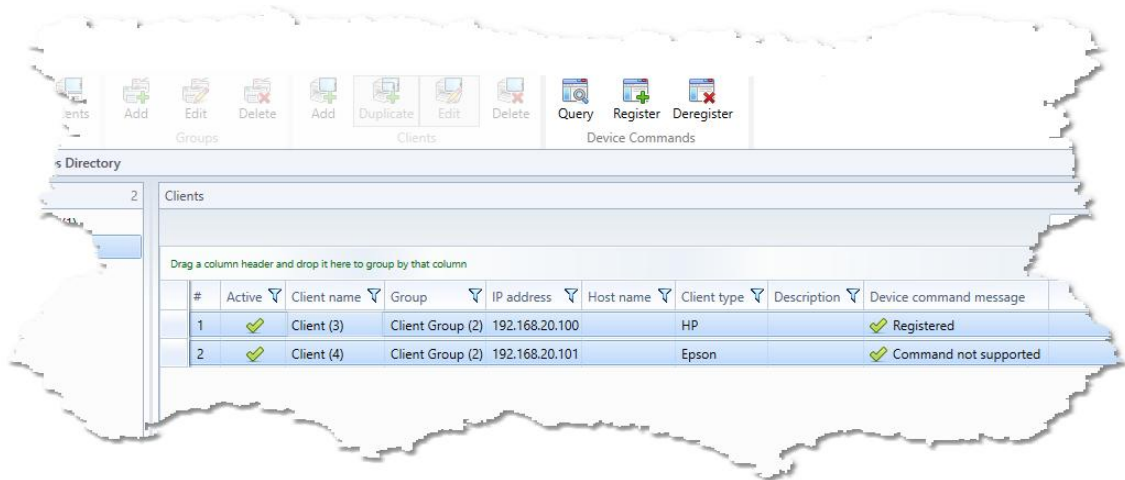 Add Edit Delete Add Duplicate Edit Delete Query Register Deregister
Groups Clients Device Commands
Directory
2 Clients
Drag a column header and drop it here to group by that column
# Active Client name Group IP address Host name Client type Description Device command message
1 Client (3) Client Group (2) 192.168.20.100 HP Registered
2 Client (4) Client Group (2) 192.168.20.101 Epson Command not supported